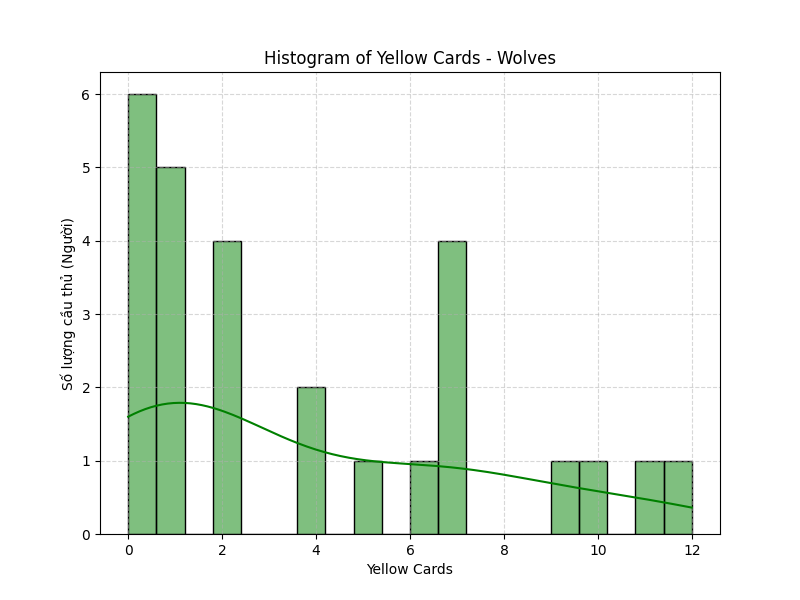 Histogram of Yellow Cards - Wolves
Số lượng cầu thủ (Người)
6
5
4
3
2
1
0
0 2 4 6 8 10 12
Yellow Cards